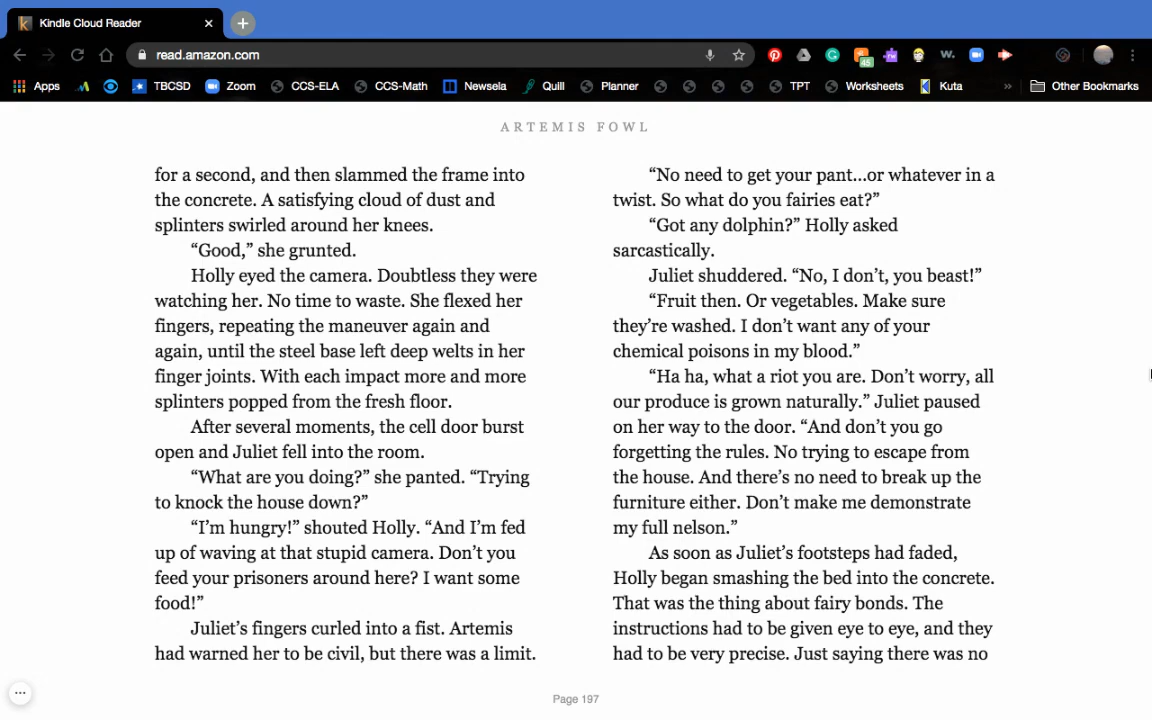 Kindle Cloud Reader
read.amazon.com
45
w.
Apps
TBCSD
Zoom
CCS-ELA
CCS-Math
Newsela
Quill
Planner
TPT
Worksheets
Kuta
Other Bookmarks
ARTEMIS FOWL
for a second, and then slammed the frame into
the concrete. A satisfying cloud of dust and
splinters swirled around her knees.
“Good,” she grunted.
Holly eyed the camera. Doubtless they were
watching her. No time to waste. She flexed her
fingers, repeating the maneuver again and
again, until the steel base left deep welts in her
finger joints. With each impact more and more
splinters popped from the fresh floor.
After several moments, the cell door burst
open and Juliet fell into the room.
“What are you doing?” she panted. “Trying
to knock the house down?”
“I’m hungry!” shouted Holly. “And I’m fed
up of waving at that stupid camera. Don’t you
feed your prisoners around here? I want some
food!”
Juliet’s fingers curled into a fist. Artemis
had warned her to be civil, but there was a limit.
“No need to get your pant...or whatever in a
twist. So what do you fairies eat?”
“Got any dolphin?” Holly asked
sarcastically.
Juliet shuddered. “No, I don’t, you beast!”
“Fruit then. Or vegetables. Make sure
they’re washed. I don’t want any of your
chemical poisons in my blood.”
“Ha ha, what a riot you are. Don’t worry, all
our produce is grown naturally.” Juliet paused
on her way to the door. “And don’t you go
forgetting the rules. No trying to escape from
the house. And there’s no need to break up the
furniture either. Don’t make me demonstrate
my full nelson.”
As soon as Juliet’s footsteps had faded,
Holly began smashing the bed into the concrete.
That was the thing about fairy bonds. The
instructions had to be given eye to eye, and they
had to be very precise. Just saying there was no
Page 197